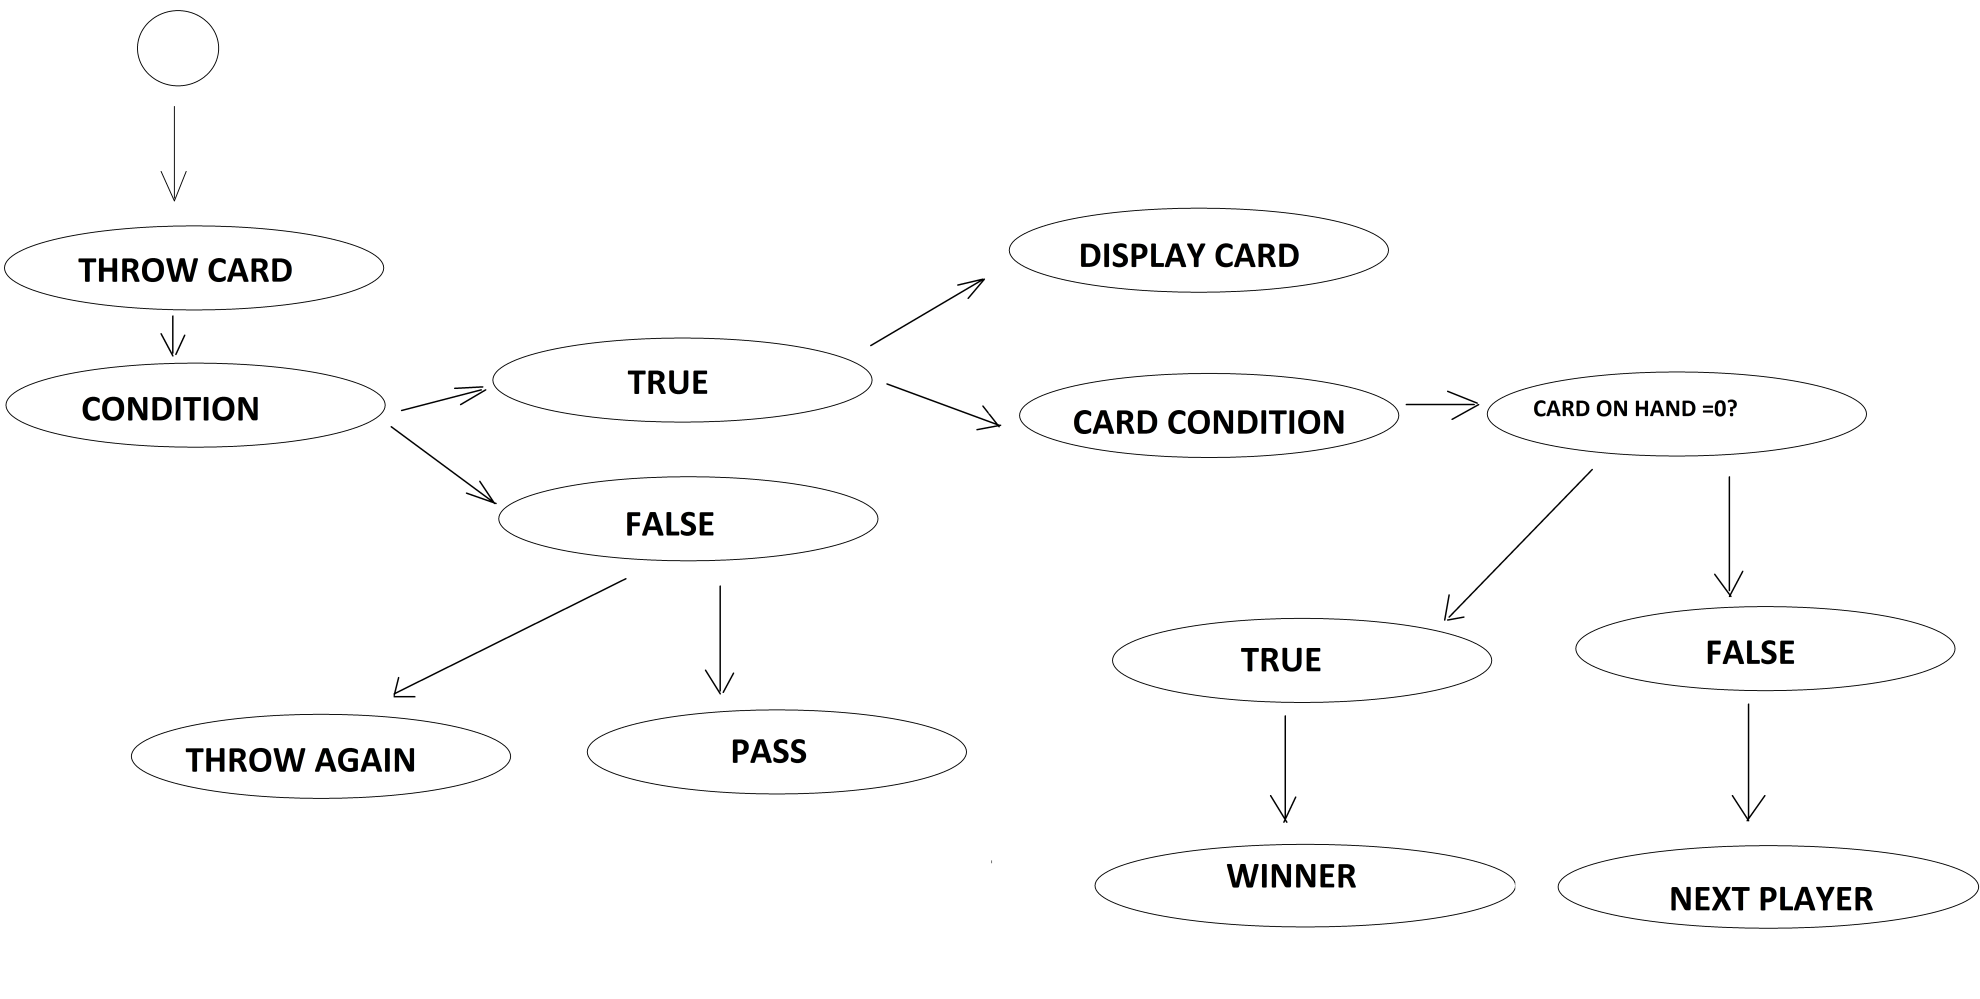 THROW CARD
CONDITION
TRUE
FALSE
THROW AGAIN
PASS
DISPLAY CARD
CARD CONDITION
CARD ON HAND =0?
TRUE
FALSE
WINNER
NEXT PLAYER